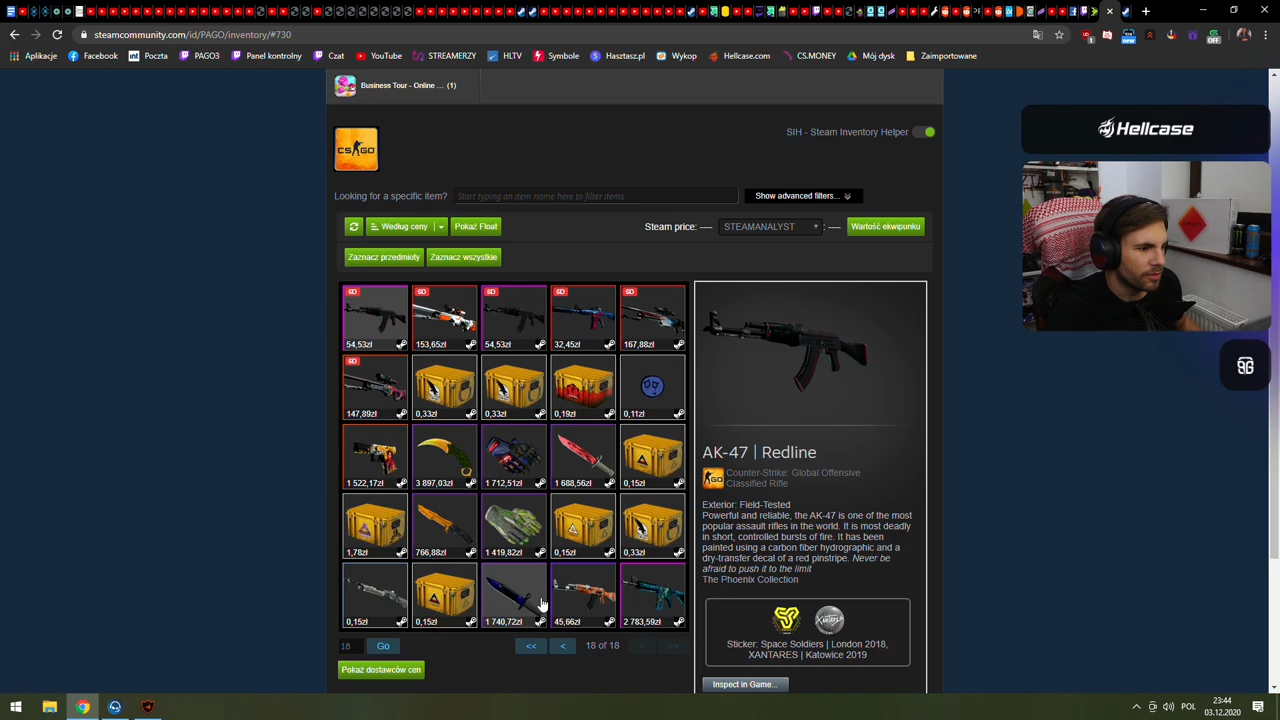 steamcommunity.com/id/PAGO/inventory/#730
Aplikacje
Facebook
Poczta
PAGO3
Panel kontrolny
Czat
YouTube
STREAMERZY
HLTV
Symbole
Hasztasz.pl
Wykop
Hellcase.com
CS.MONEY
Mój dysk
Zaimportowane
Business Tour - Online ... (1)
CS GO
SIH - Steam Inventory Helper
Hellcase
Looking for a specific item?
Start typing an item name here to filter items
Show advanced filters...
Według ceny
Pokaż Float
Steam price: ----
STEAMANALYST
: ----
Wartość ekwipunku
Zaznacz przedmioty
Zaznacz wszystkie
6D
6D
6D
6D
6D
54,53zł
153,65zł
54,53zł
32,45zł
167,88zł
6D
147,89zł
0,33zł
0,33zł
0,19zł
0,11zł
1 522,17zł
3 897,03zł
1 712,51zł
1 688,56zł
0,15zł
1,78zł
766,88zł
1 419,82zł
0,15zł
0,33zł
0,15zł
0,15zł
1 740,72zł
45,66zł
2 783,59zł
18
Go
<<
<
18 of 18
>
>>
Pokaż dostawców cen
AK-47 | Redline
Counter-Strike: Global Offensive
Classified Rifle
Exterior: Field-Tested
Powerful and reliable, the AK-47 is one of the most
popular assault rifles in the world. It is most deadly
in short, controlled bursts of fire. It has been
painted using a carbon fiber hydrographic and a
dry-transfer decal of a red pinstripe. Never be
afraid to push it to the limit
The Phoenix Collection
XANTARES
Sticker: Space Soldiers | London 2018,
XANTARES | Katowice 2019
Inspect in Game...
POL
23:44
03.12.2020